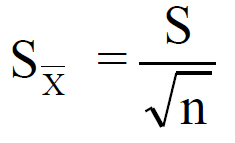 S_X̅ = S / √n